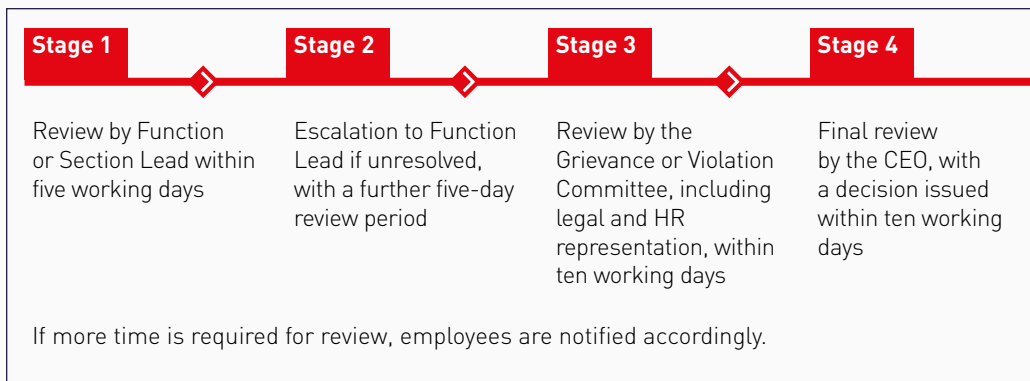 Stage 1
Review by Function
or Section Lead within
five working days
Stage 2
Escalation to Function
Lead if unresolved,
with a further five-day
review period
Stage 3
Review by the
Grievance or Violation
Committee, including
legal and HR
representation, within
ten working days
Stage 4
Final review
by the CEO, with
a decision issued
within ten working
days
If more time is required for review, employees are notified accordingly.